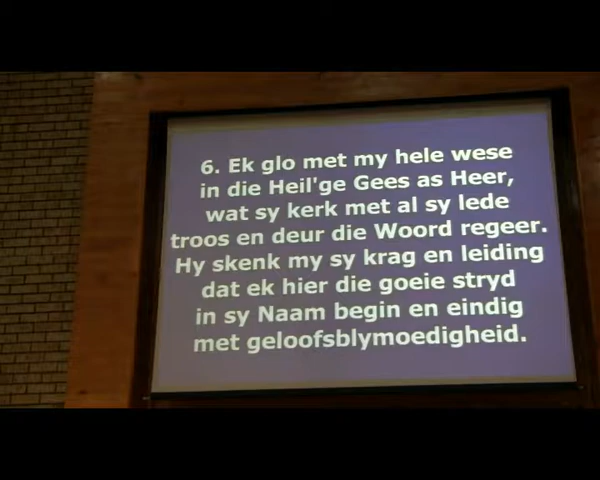 6. Ek glo met my hele wese
in die Heil'ge Gees as Heer,
wat sy kerk met al sy lede
troos en deur die Woord regeer.
Hy skenk my sy krag en leiding
dat ek hier die goeie stryd
in sy Naam begin en eindig
met geloofsblymoedigheid.